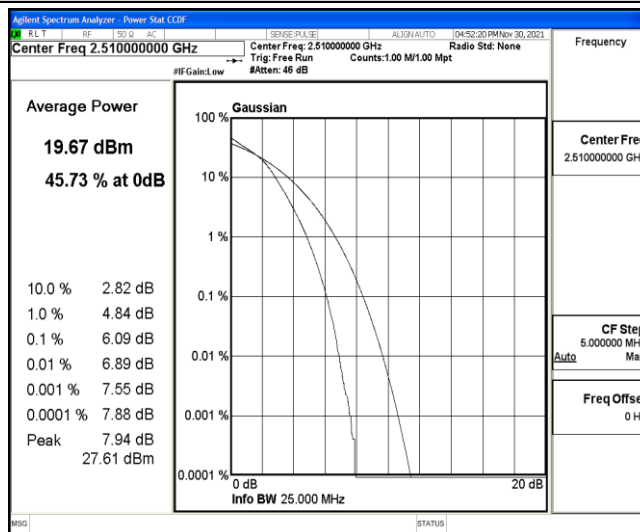 Agilent Spectrum Analyzer - Power Stat CCDF
RLT RF 50 Ω AC SENSE:PULSE ALIGN AUTO 04:52:20 PM Nov 30, 2021
Center Freq 2.510000000 GHz
Center Freq: 2.510000000 GHz Radio Std: None
Trig: Free Run Counts:1.00 M/1.00 Mpt
#IFGain:Low #Atten: 46 dB
Frequency
Average Power
19.67 dBm
45.73 % at 0dB
10.0 % 2.82 dB
1.0 % 4.84 dB
0.1 % 6.09 dB
0.01 % 6.89 dB
0.001 % 7.55 dB
0.0001 % 7.88 dB
Peak 7.94 dB
27.61 dBm
Gaussian
100 %
10 %
1 %
0.1 %
0.01 %
0.001 %
0.0001 %
0 dB 20 dB
Info BW 25.000 MHz
Center Fre
2.510000000 GH
CF Step
5.000000 MH
Auto Ma
Freq Offse
0 H
MSG STATUS